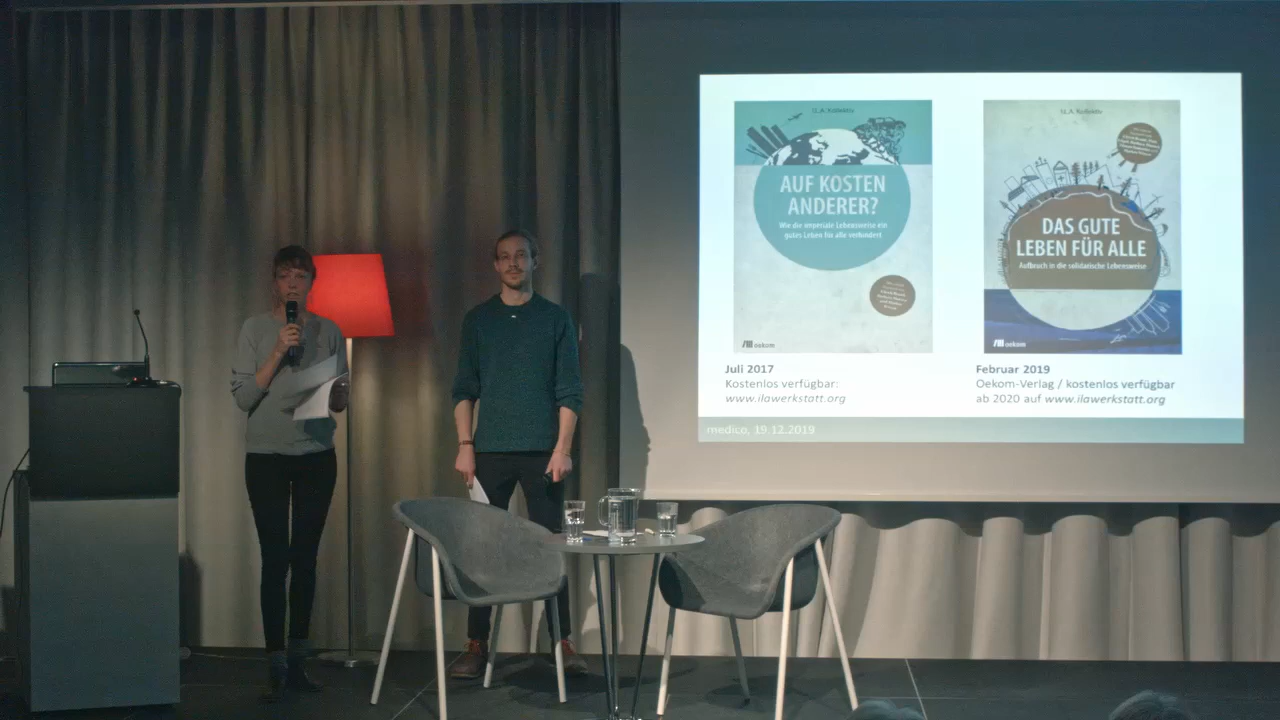 I.L.A. Kollektiv
AUF KOSTEN
ANDERER?
Wie die imperiale Lebensweise ein
gutes Leben für alle verhindert
oekom
Juli 2017
Kostenlos verfügbar:
www.ilawerkstatt.org
I.L.A. Kollektiv
DAS GUTE
LEBEN FÜR ALLE
Aufbruch in die solidarische Lebensweise
oekom
Februar 2019
Oekom-Verlag / kostenlos verfügbar
ab 2020 auf www.ilawerkstatt.org
medico, 19.12.2019